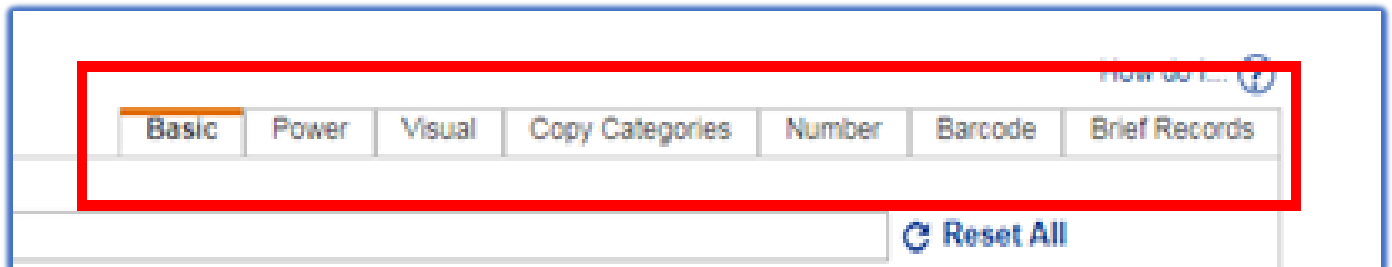 How do I...
Basic Power Visual Copy Categories Number Barcode Brief Records
Reset All